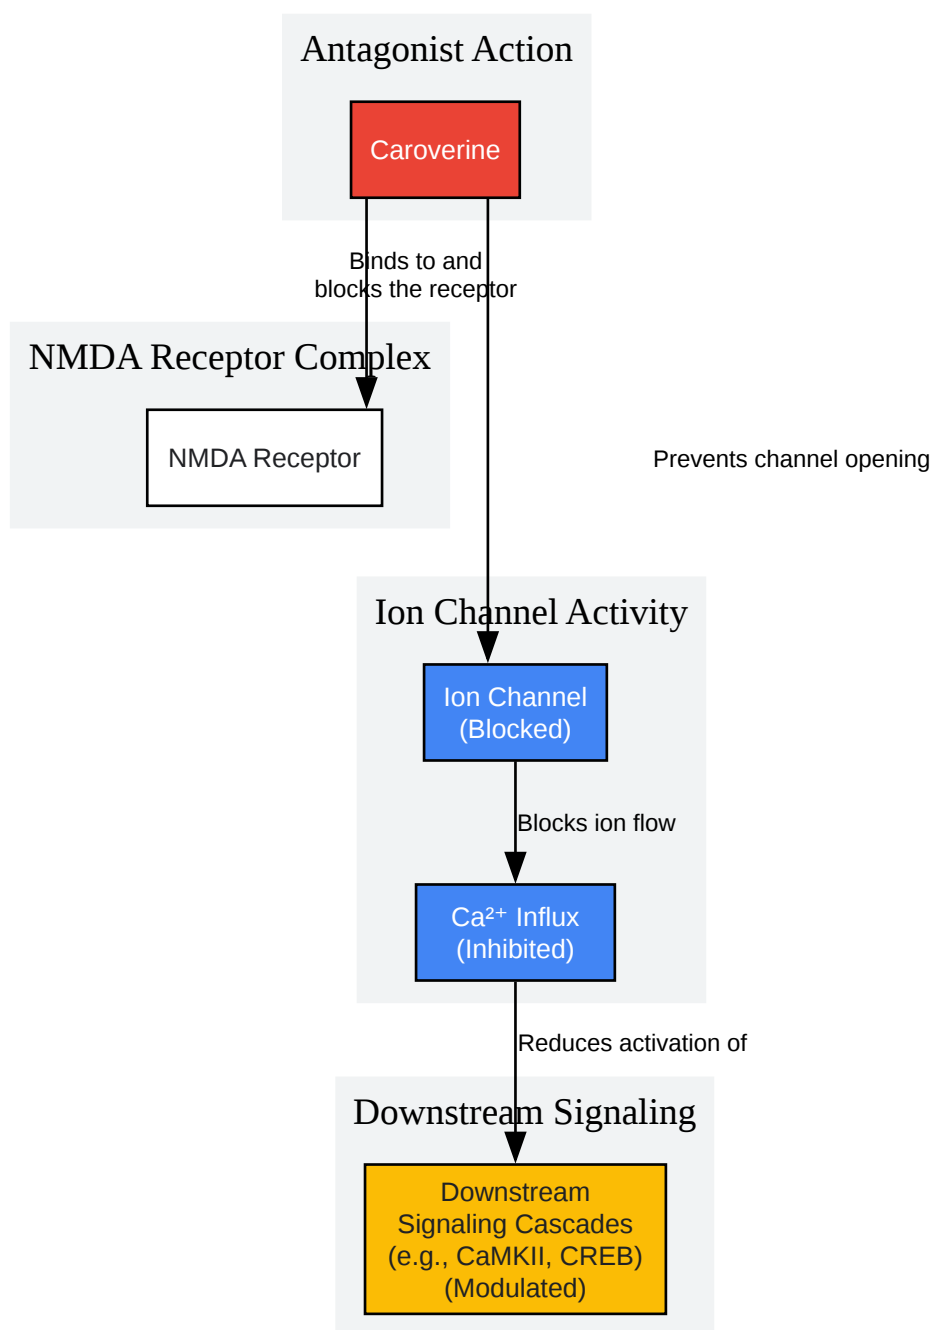 Antagonist Action
Caroverine
Binds to and
blocks the receptor
NMDA Receptor Complex
NMDA Receptor
Prevents channel opening
Ion Channel Activity
Ion Channel
(Blocked)
Blocks ion flow
Ca²⁺ Influx
(Inhibited)
Reduces activation of
Downstream Signaling
Downstream
Signaling Cascades
(e.g., CaMKII, CREB)
(Modulated)